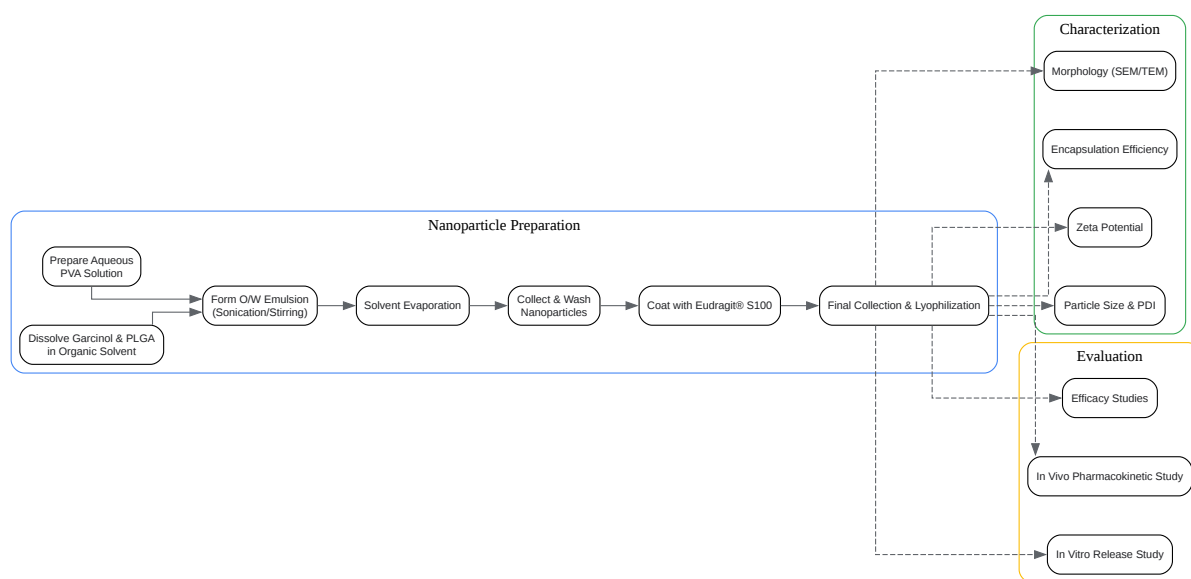 Nanoparticle Preparation
Prepare Aqueous
PVA Solution
Dissolve Garcinol & PLGA
in Organic Solvent
Form O/W Emulsion
(Sonication/Stirring)
Solvent Evaporation
Collect & Wash
Nanoparticles
Coat with Eudragit® S100
Final Collection & Lyophilization
Characterization
Morphology (SEM/TEM)
Encapsulation Efficiency
Zeta Potential
Particle Size & PDI
Evaluation
Efficacy Studies
In Vivo Pharmacokinetic Study
In Vitro Release Study